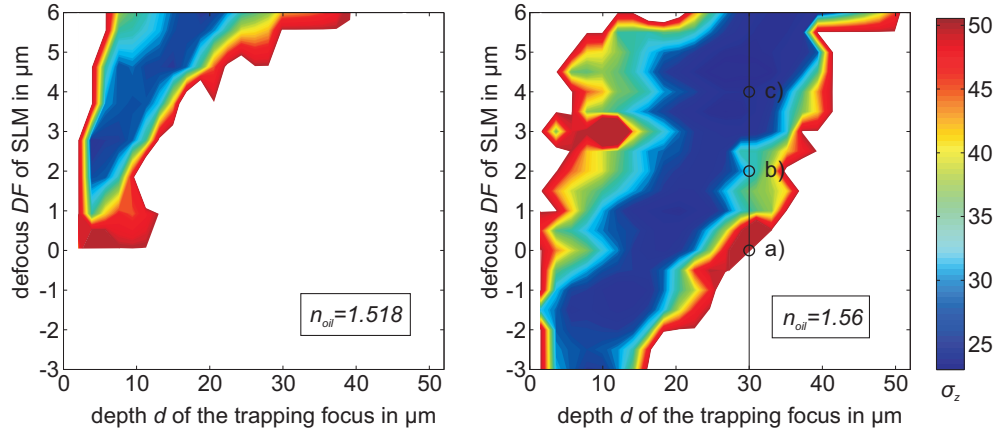 6
5
4
3
2
1
0
-1
-2
-3
defocus DF of SLM in µm
0 10 20 30 40 50
depth d of the trapping focus in µm
n_oil=1.518
6
5
4
3
2
1
0
-1
-2
-3
defocus DF of SLM in µm
0 10 20 30 40 50
depth d of the trapping focus in µm
c)
b)
a)
n_oil=1.56
50
45
40
35
30
25
σ_z